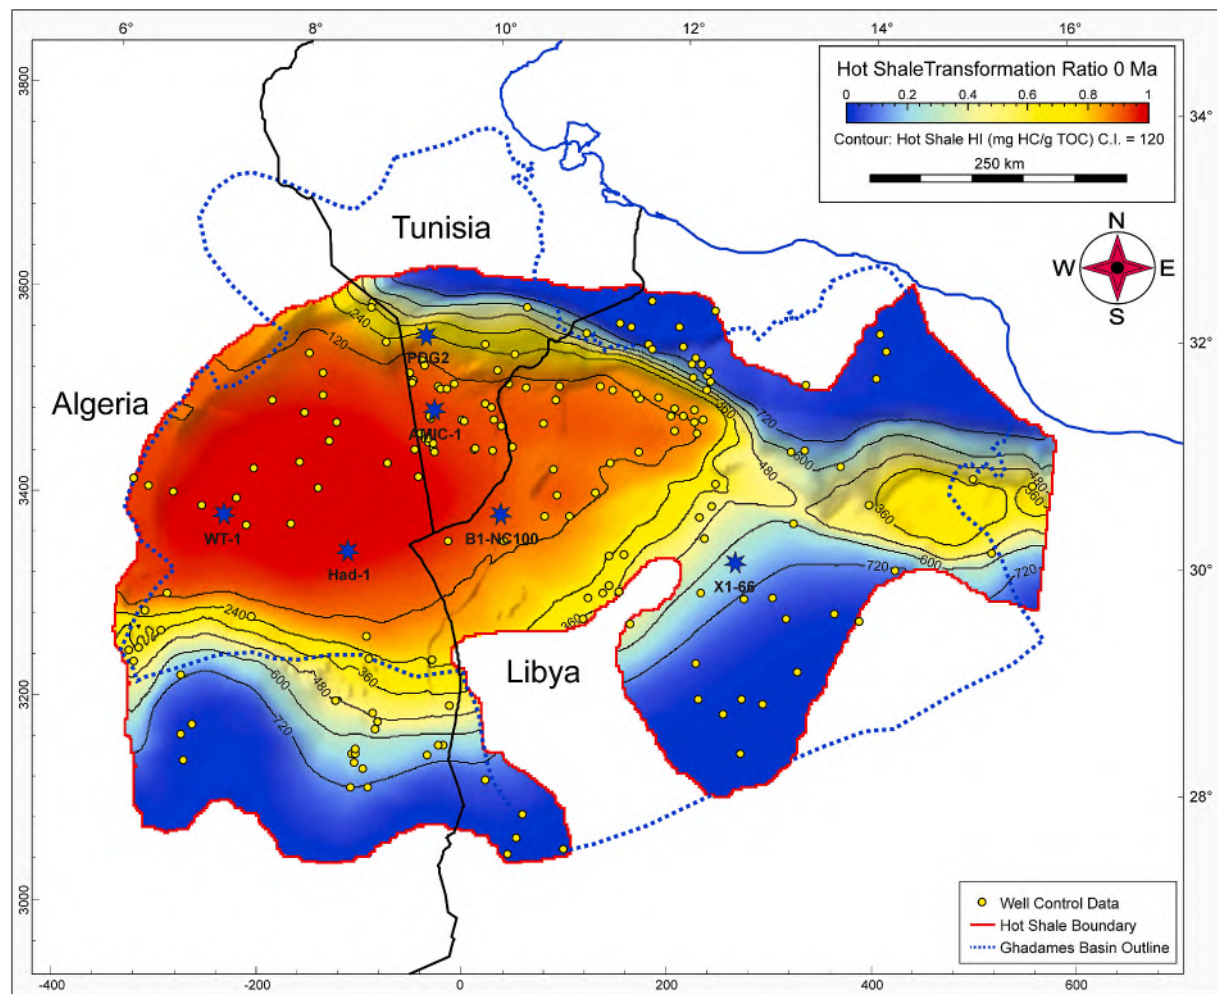 6° 8° 10° 12° 14° 16°
Hot ShaleTransformation Ratio 0 Ma
0 0.2 0.4 0.6 0.8 1
Contour: Hot Shale HI (mg HC/g TOC) C.I. = 120
250 km
3800
34°
N
W E
S
Tunisia
3600
240
120
PDG2
32°
Algeria
AMIC-1
360
720
600
480
480
360
360
3400
WT-1
B1-NC100
Had-1
X1-66
600
720
720
30°
240
360
Libya
3200
600
480
360
720
28°
3000
Well Control Data
Hot Shale Boundary
Ghadames Basin Outline
-400 -200 0 200 400 600